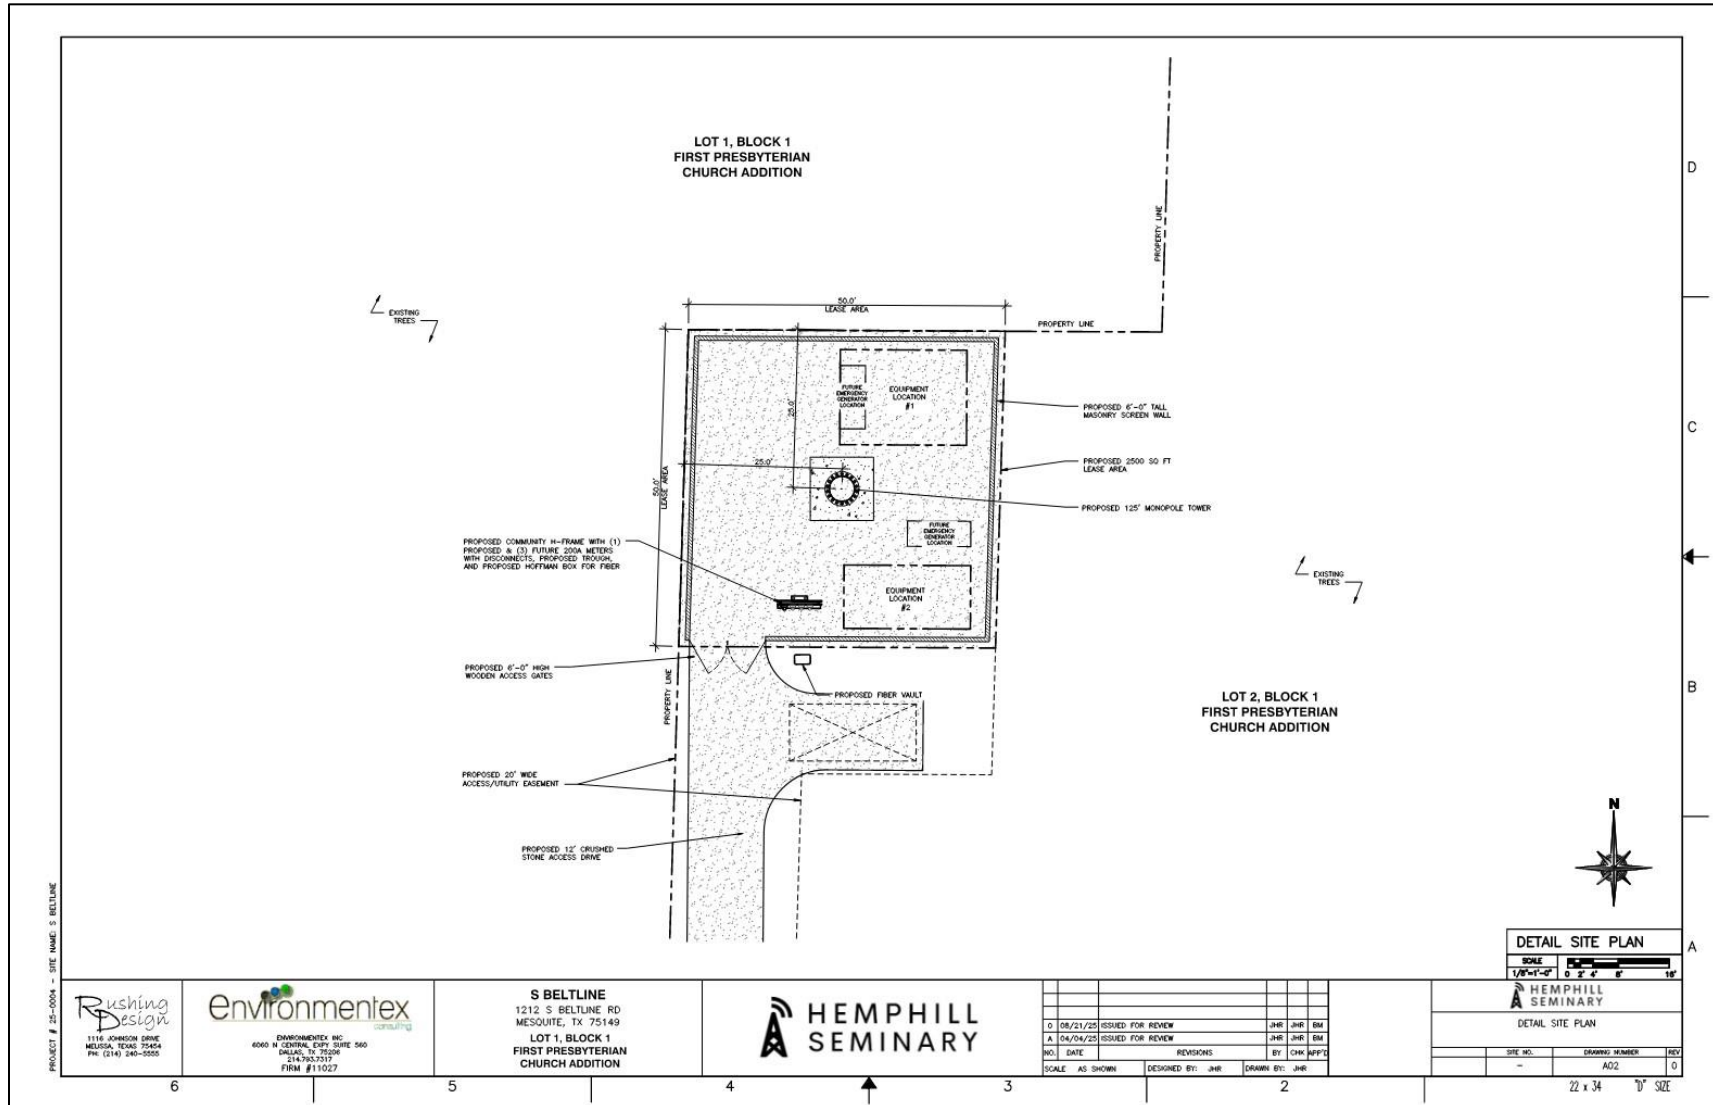 LOT 1, BLOCK 1
FIRST PRESBYTERIAN
CHURCH ADDITION
D
PROPERTY LINE
EXISTING
TREES
50.0'
LEASE AREA
PROPERTY LINE
FUTURE
EMERGENCY
GENERATOR
LOCATION
EQUIPMENT
LOCATION
#1
25.0'
PROPOSED 6'-0" TALL
MASONRY SCREEN WALL
C
25.0'
PROPOSED 2500 SQ FT
LEASE AREA
50.0'
LEASE AREA
PROPOSED 125' MONOPOLE TOWER
FUTURE
EMERGENCY
GENERATOR
LOCATION
PROPOSED COMMUNITY H-FRAME WITH (1)
PROPOSED & (3) FUTURE 200A METERS
WITH DISCONNECTS, PROPOSED TROUGH,
AND PROPOSED HOFFMAN BOX FOR FIBER
EXISTING
TREES
EQUIPMENT
LOCATION
#2
PROPOSED 6'-0" HIGH
WOODEN ACCESS GATES
PROPERTY LINE
PROPOSED FIBER VAULT
LOT 2, BLOCK 1
FIRST PRESBYTERIAN
CHURCH ADDITION
B
PROPOSED 20' WIDE
ACCESS/UTILITY EASEMENT
PROPOSED 12' CRUSHED
STONE ACCESS DRIVE
N
PROJECT # 25-0004 - SITE NAME: S BELTLINE
DETAIL SITE PLAN
SCALE
1/8"=1'-0"
0 2' 4' 8' 16'
A
Rushing
Design
1116 JOHNSON DRIVE
MELISSA, TEXAS 75454
PH: (214) 240-5555
environmentex
consulting
ENVIRONMENTEX INC
6060 N CENTRAL EXPY SUITE 560
DALLAS, TX 75206
214.783.7317
FIRM #11027
S BELTLINE
1212 S BELTLINE RD
MESQUITE, TX 75149
LOT 1, BLOCK 1
FIRST PRESBYTERIAN
CHURCH ADDITION
HEMPHILL
SEMINARY
0 08/21/25 ISSUED FOR REVIEW JHR JHR BM
A 04/04/25 ISSUED FOR REVIEW JHR JHR BM
NO. DATE REVISIONS BY CHK APP'D
SCALE AS SHOWN DESIGNED BY: JHR DRAWN BY: JHR
HEMPHILL
SEMINARY
DETAIL SITE PLAN
SITE NO. DRAWING NUMBER REV
- A02 0
6 5 4 3 2
22 x 34 "D" SIZE